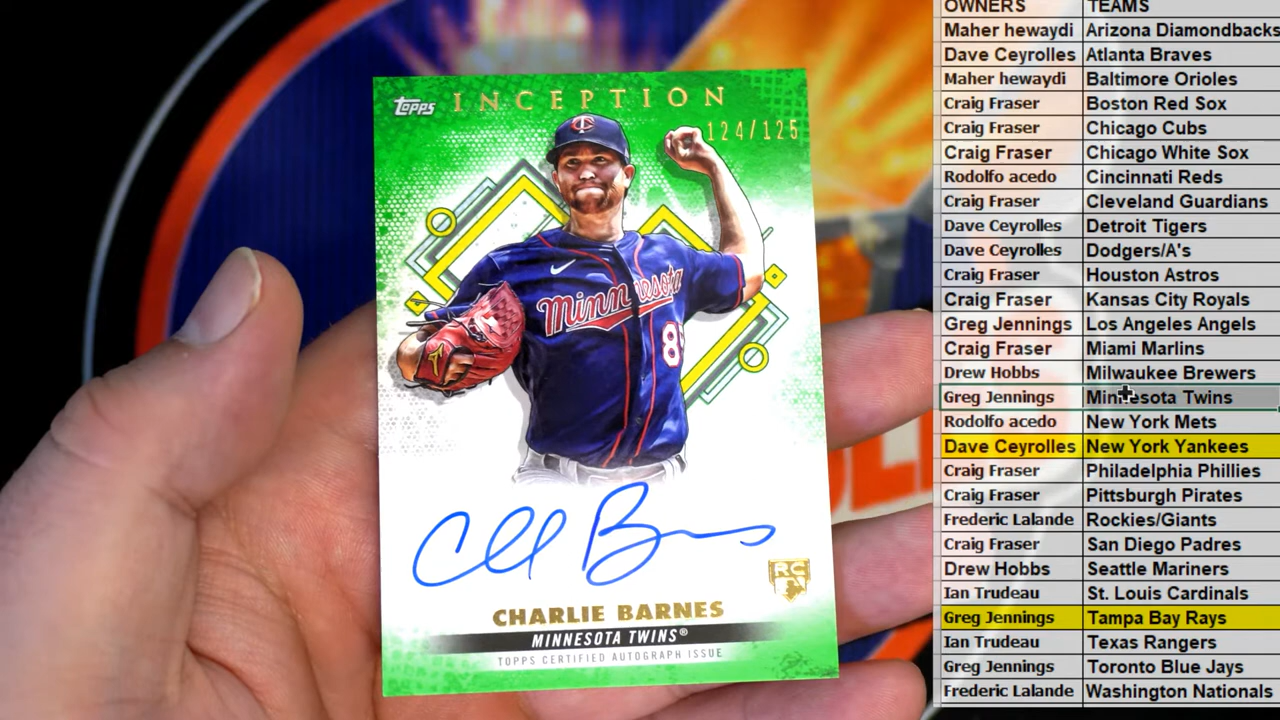 topps INCEPTION
124/125
Minnesota
CHARLIE BARNES
RC
MINNESOTA TWINS®
TOPPS CERTIFIED AUTOGRAPH ISSUE
OWNERS TEAMS
Maher hewaydi Arizona Diamondbacks
Dave Ceyrolles Atlanta Braves
Maher hewaydi Baltimore Orioles
Craig Fraser Boston Red Sox
Craig Fraser Chicago Cubs
Craig Fraser Chicago White Sox
Rodolfo acedo Cincinnati Reds
Craig Fraser Cleveland Guardians
Dave Ceyrolles Detroit Tigers
Dave Ceyrolles Dodgers/A's
Craig Fraser Houston Astros
Craig Fraser Kansas City Royals
Greg Jennings Los Angeles Angels
Craig Fraser Miami Marlins
Drew Hobbs Milwaukee Brewers
Greg Jennings Minnesota Twins
Rodolfo acedo New York Mets
Dave Ceyrolles New York Yankees
Craig Fraser Philadelphia Phillies
Craig Fraser Pittsburgh Pirates
Frederic Lalande Rockies/Giants
Craig Fraser San Diego Padres
Drew Hobbs Seattle Mariners
Ian Trudeau St. Louis Cardinals
Greg Jennings Tampa Bay Rays
Ian Trudeau Texas Rangers
Greg Jennings Toronto Blue Jays
Frederic Lalande Washington Nationals